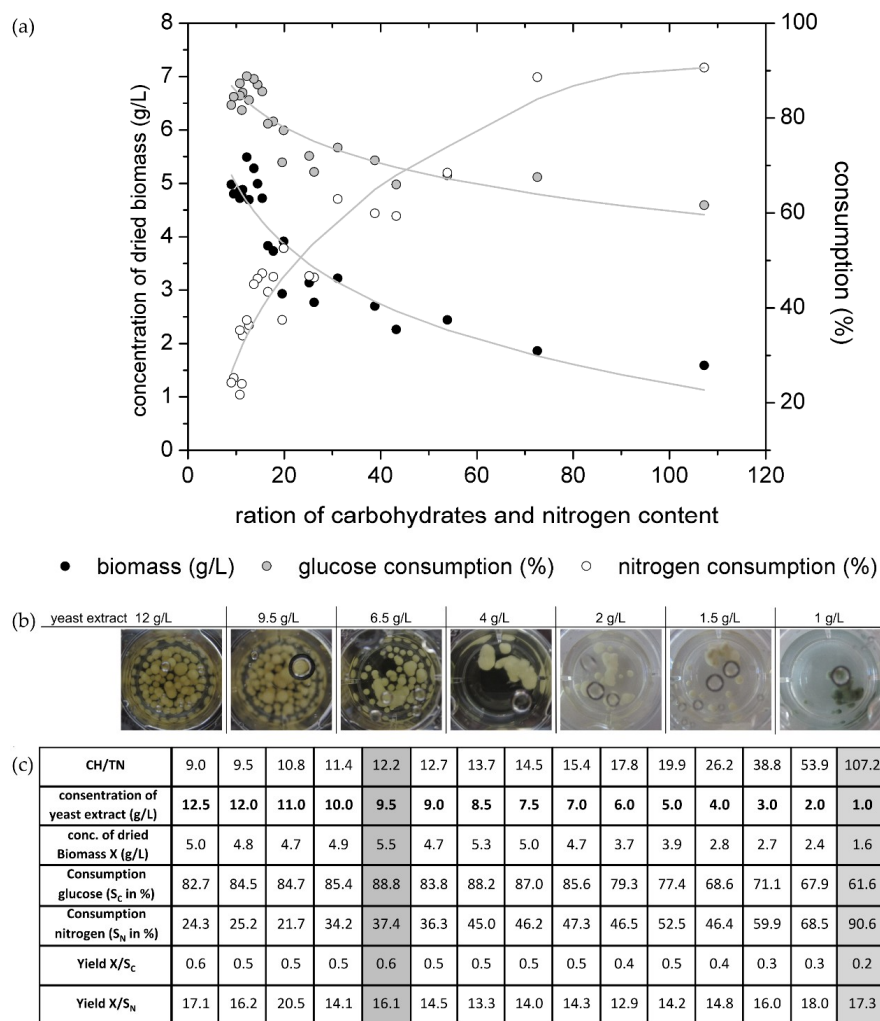 (a)
8
7
6
5
4
3
2
1
0
concentration of dried biomass (g/L)
100
80
60
40
20
consumption (%)
0 20 40 60 80 100 120
ration of carbohydrates and nitrogen content
biomass (g/L) glucose consumption (%) nitrogen consumption (%)
(b)
yeast extract 12 g/L 9.5 g/L 6.5 g/L 4 g/L 2 g/L 1.5 g/L 1 g/L
(c)
CH/TN 9.0 9.5 10.8 11.4 12.2 12.7 13.7 14.5 15.4 17.8 19.9 26.2 38.8 53.9 107.2
consentration of
yeast extract (g/L) 12.5 12.0 11.0 10.0 9.5 9.0 8.5 7.5 7.0 6.0 5.0 4.0 3.0 2.0 1.0
conc. of dried
Biomass X (g/L) 5.0 4.8 4.7 4.9 5.5 4.7 5.3 5.0 4.7 3.7 3.9 2.8 2.7 2.4 1.6
Consumption
glucose (S_C in %) 82.7 84.5 84.7 85.4 88.8 83.8 88.2 87.0 85.6 79.3 77.4 68.6 71.1 67.9 61.6
Consumption
nitrogen (S_N in %) 24.3 25.2 21.7 34.2 37.4 36.3 45.0 46.2 47.3 46.5 52.5 46.4 59.9 68.5 90.6
Yield X/S_C 0.6 0.5 0.5 0.5 0.6 0.5 0.5 0.5 0.4 0.5 0.4 0.3 0.3 0.2
Yield X/S_N 17.1 16.2 20.5 14.1 16.1 14.5 13.3 14.0 14.3 12.9 14.2 14.8 16.0 18.0 17.3